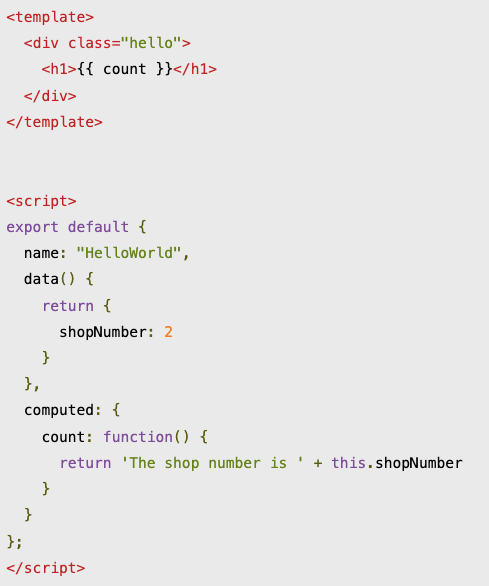 <template>
  <div class="hello">
    <h1>{{ count }}</h1>
  </div>
</template>
<script>
export default {
  name: "HelloWorld",
  data() {
    return {
      shopNumber: 2
    }
  },
  computed: {
    count: function() {
      return 'The shop number is ' + this.shopNumber
    }
  }
};
</script>